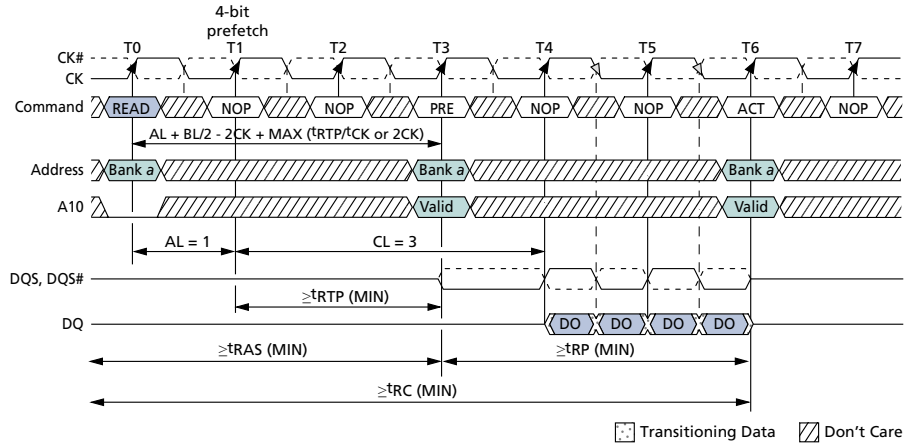 4-bit
prefetch
T0 T1 T2 T3 T4 T5 T6 T7
CK#
CK
Command READ NOP NOP PRE NOP NOP ACT NOP
AL + BL/2 - 2CK + MAX (tRTP/tCK or 2CK)
Address Bank a Bank a Bank a
A10 Valid Valid
AL = 1 CL = 3
DQS, DQS#
≥tRTP (MIN)
DQ DO DO DO DO
≥tRAS (MIN) ≥tRP (MIN)
≥tRC (MIN)
Transitioning Data Don't Care